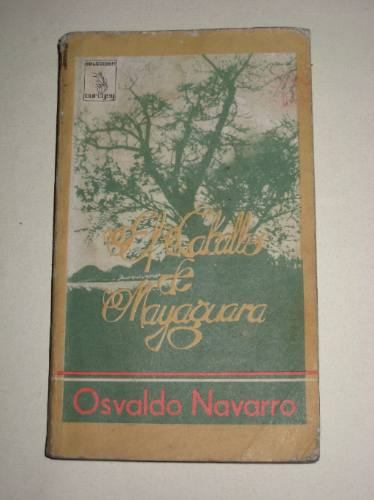 El Caballo
de
Mayaguara
Osvaldo Navarro